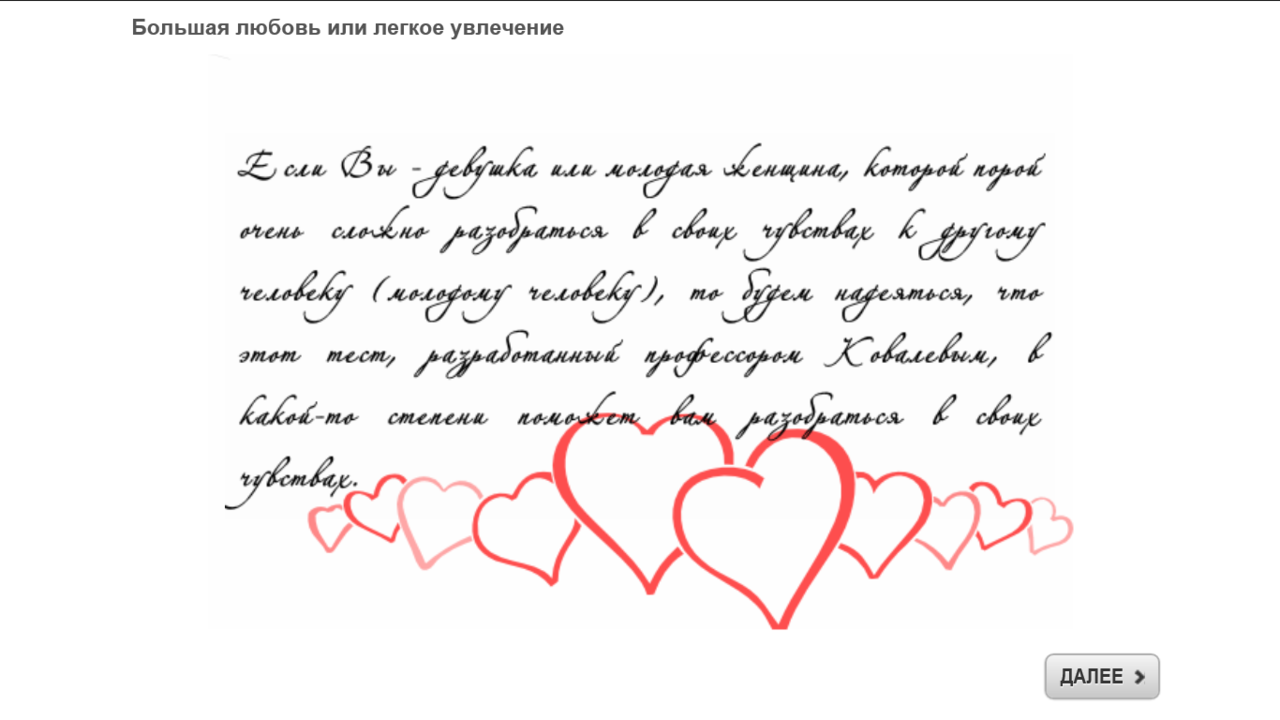 Большая любовь или легкое увлечение
Если Вы - девушка или молодая женщина, которой порой
очень сложно разобраться в своих чувствах к другому
человеку (молодому человеку), то будем надеяться, что
этот тест, разработанный профессором Ковалевым, в
какой-то степени поможет вам разобраться в своих
чувствах.
ДАЛЕЕ